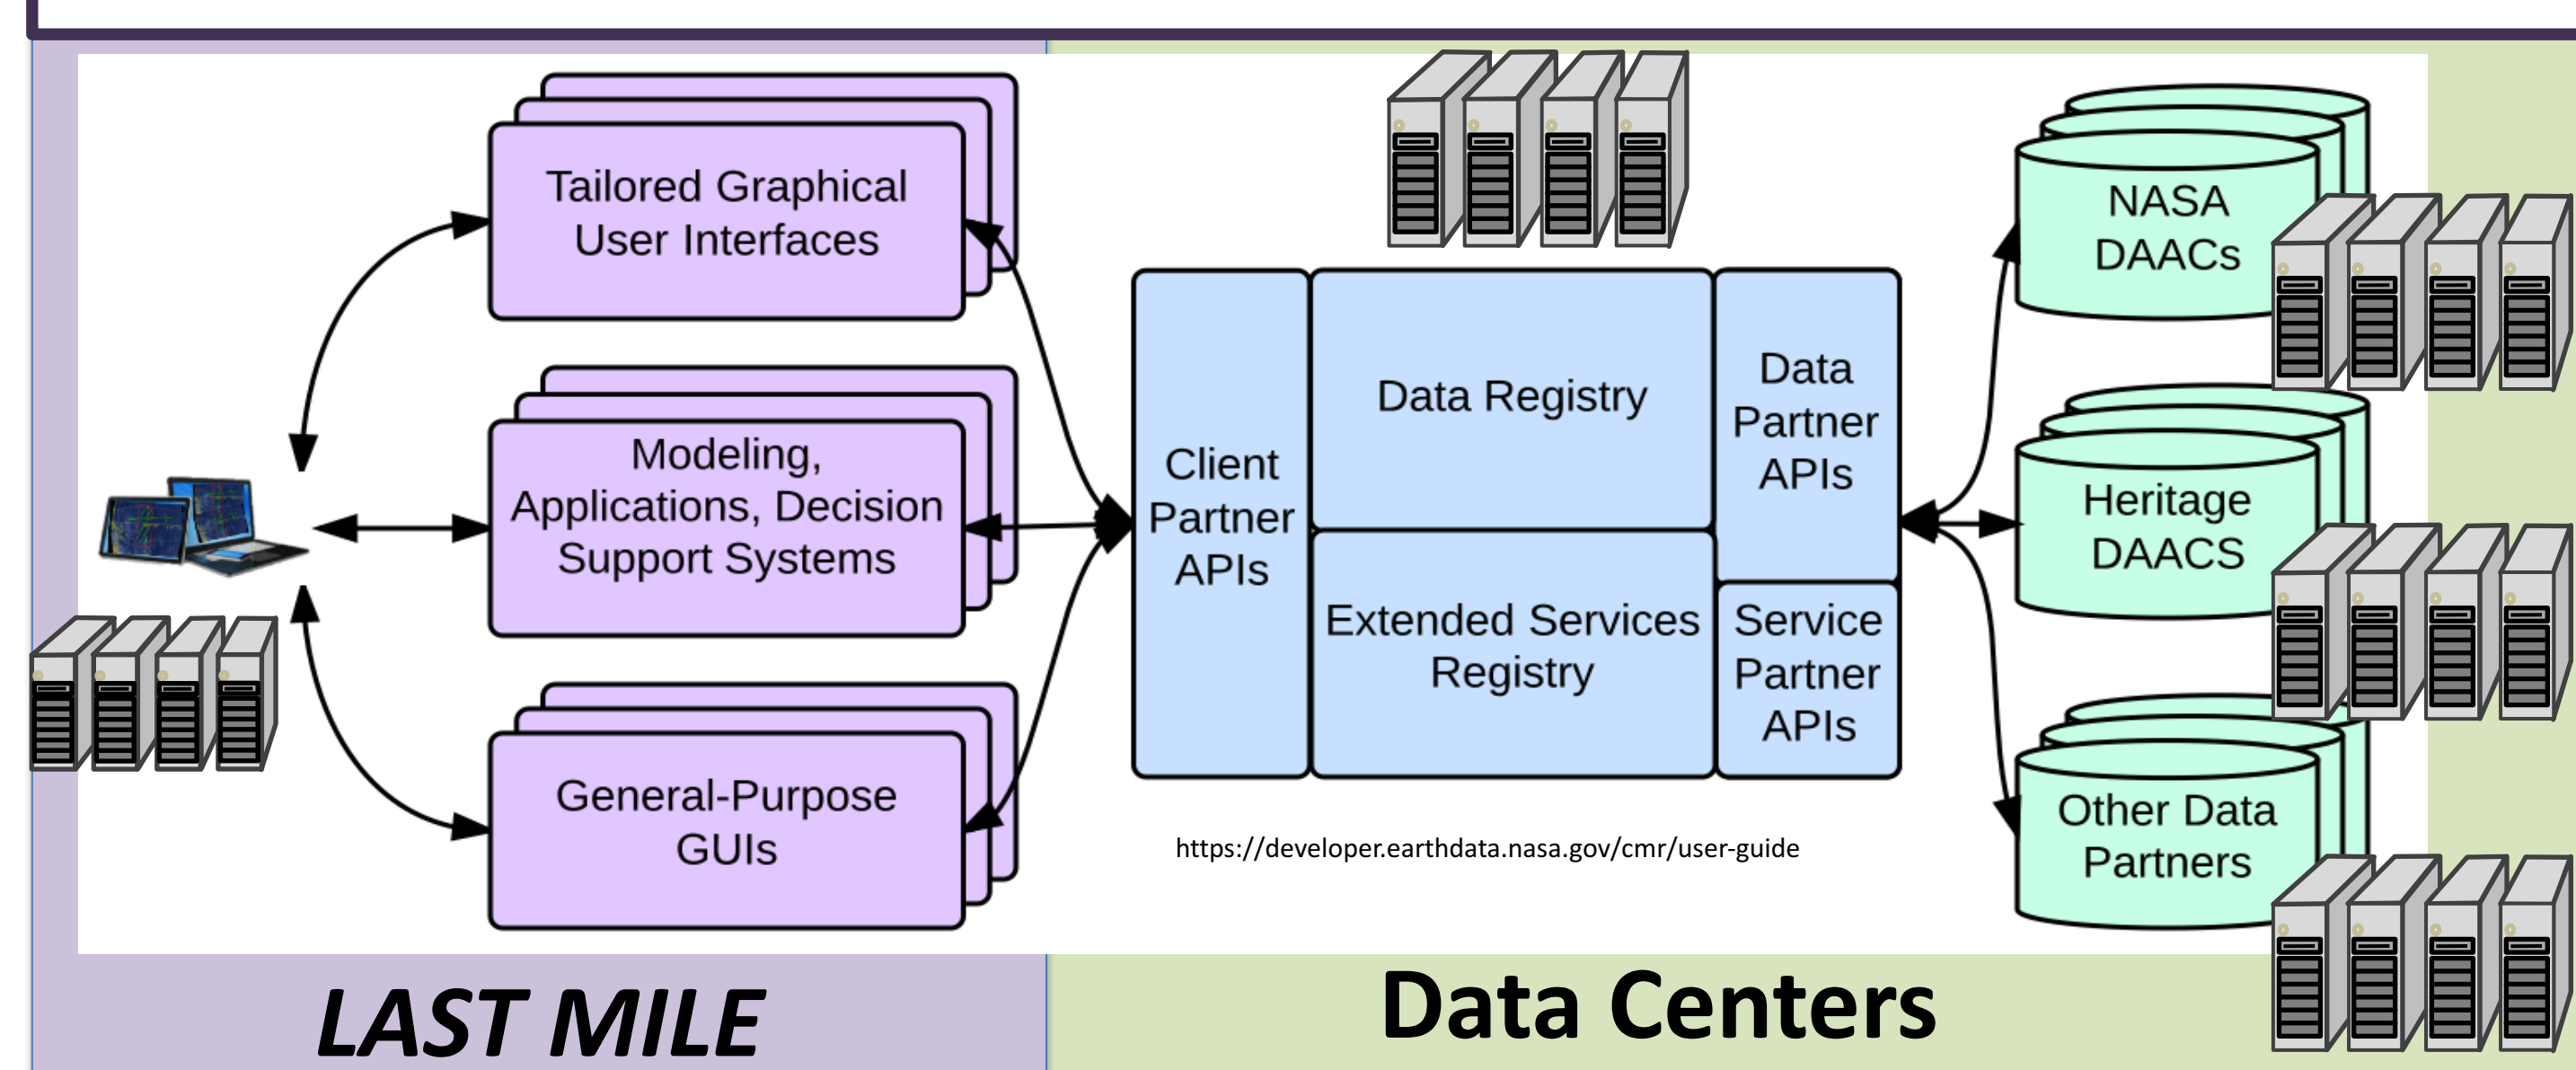 Tailored Graphical
User Interfaces
Modeling,
Applications, Decision
Support Systems
General-Purpose
GUIs
Client
Partner
APIs
Data Registry
Extended Services
Registry
Data
Partner
APIs
Service
Partner
APIs
NASA
DAACs
Heritage
DAACS
Other Data
Partners
https://developer.earthdata.nasa.gov/cmr/user-guide
LAST MILE
Data Centers